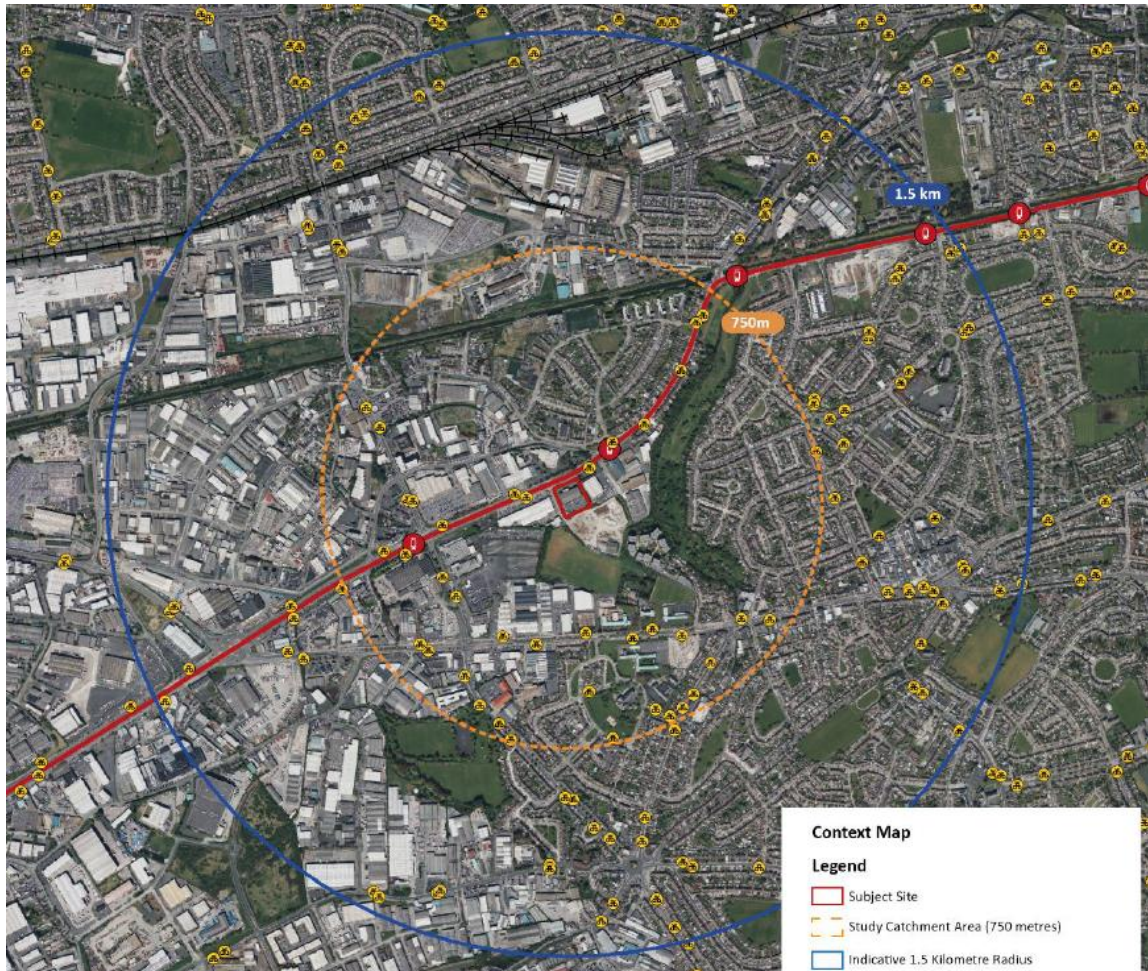 1.5 km
750m
Context Map
Legend
Subject Site
Study Catchment Area (750 metres)
Indicative 1.5 Kilometre Radius